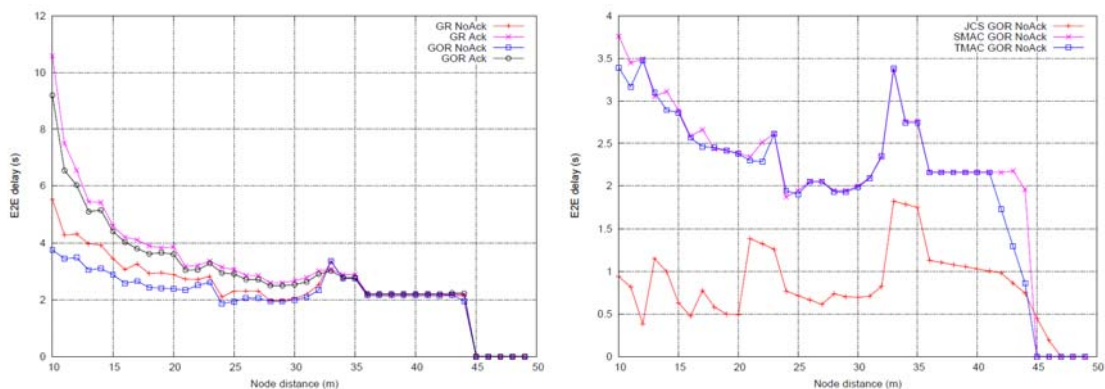 12
10
8
6
4
2
0
10 15 20 25 30 35 40 45 50
E2E delay (s)
Node distance (m)
GR NoAck
GR Ack
GOR NoAck
GOR Ack
4
3.5
3
2.5
2
1.5
1
0.5
0
10 15 20 25 30 35 40 45 50
E2E delay (s)
Node distance (m)
JCS GOR NoAck
SMAC GOR NoAck
TMAC GOR NoAck